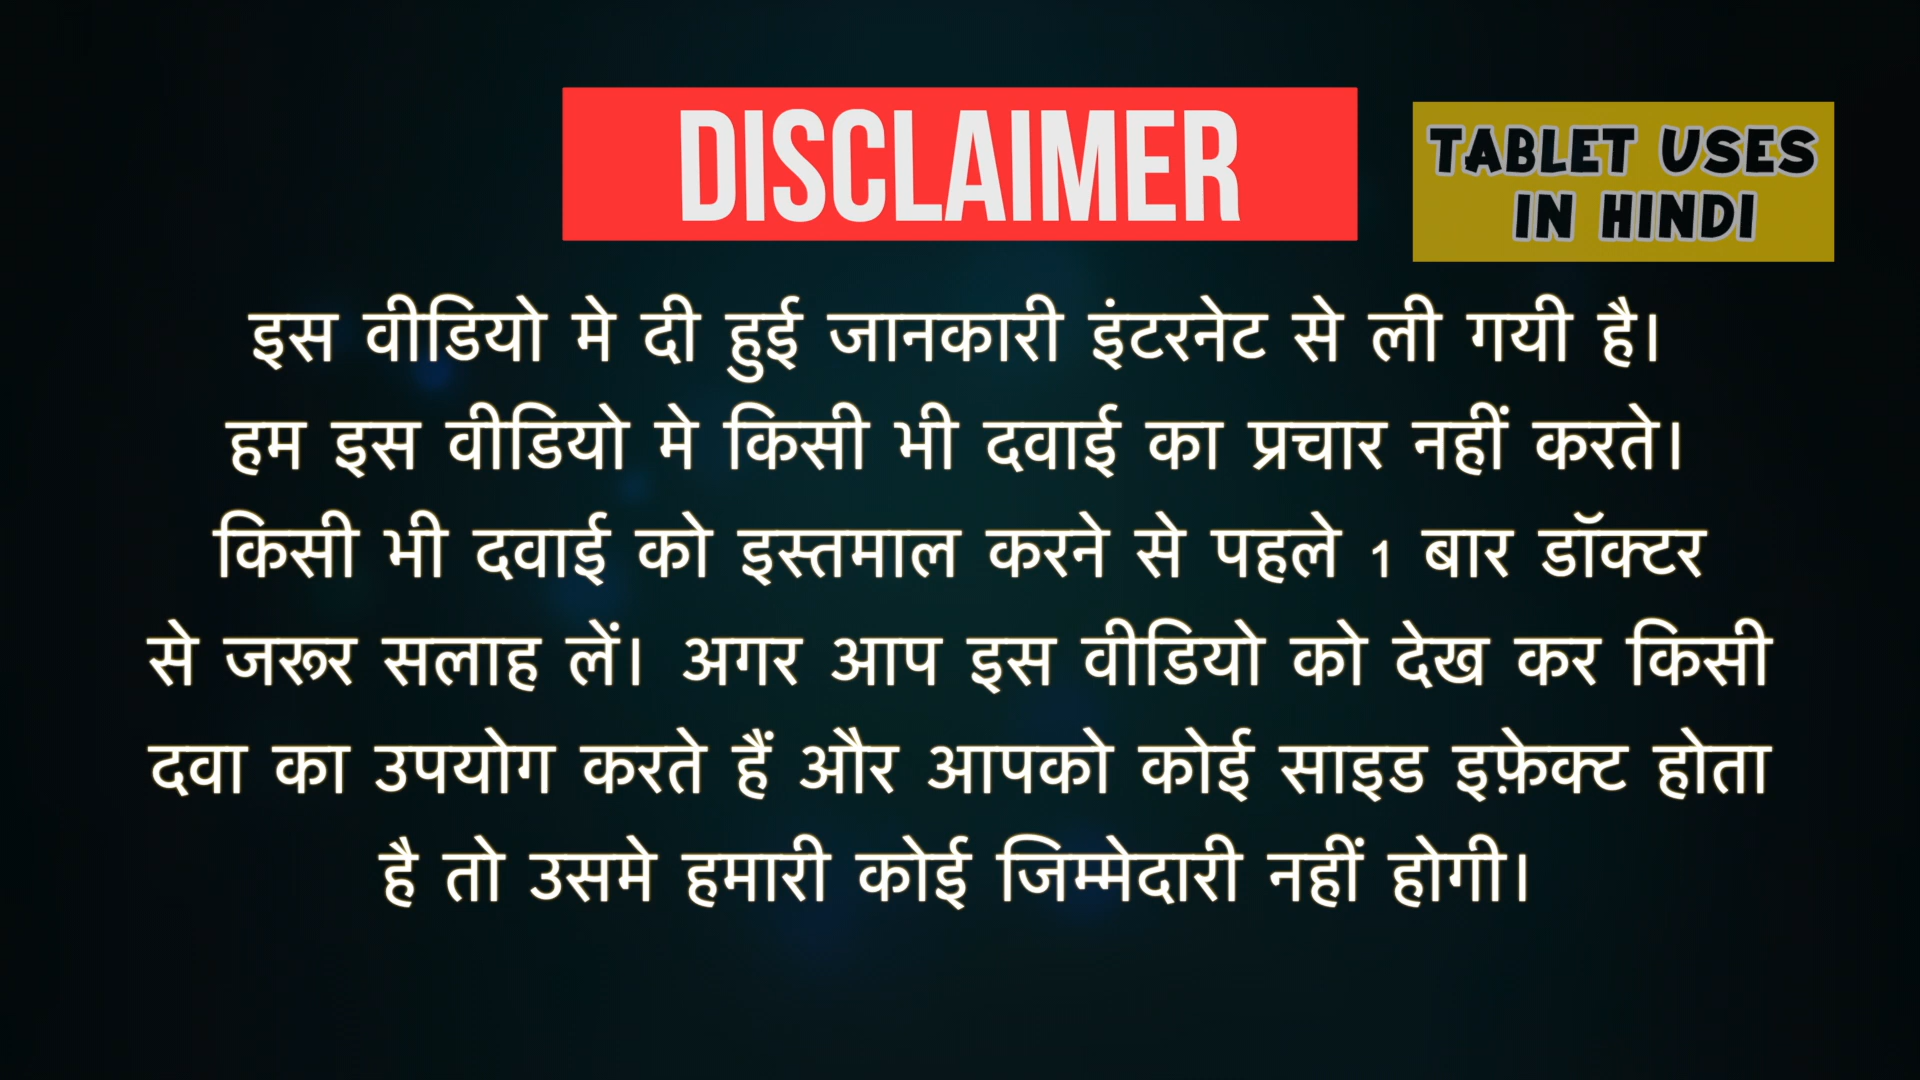 DISCLAIMER
TABLET USES
IN HINDI
इस वीडियो मे दी हुई जानकारी इंटरनेट से ली गयी है।
हम इस वीडियो मे किसी भी दवाई का प्रचार नहीं करते।
किसी भी दवाई को इस्तमाल करने से पहले 1 बार डॉक्टर
से जरूर सलाह लें। अगर आप इस वीडियो को देख कर किसी
दवा का उपयोग करते हैं और आपको कोई साइड इफ़ेक्ट होता
है तो उसमे हमारी कोई जिम्मेदारी नहीं होगी।